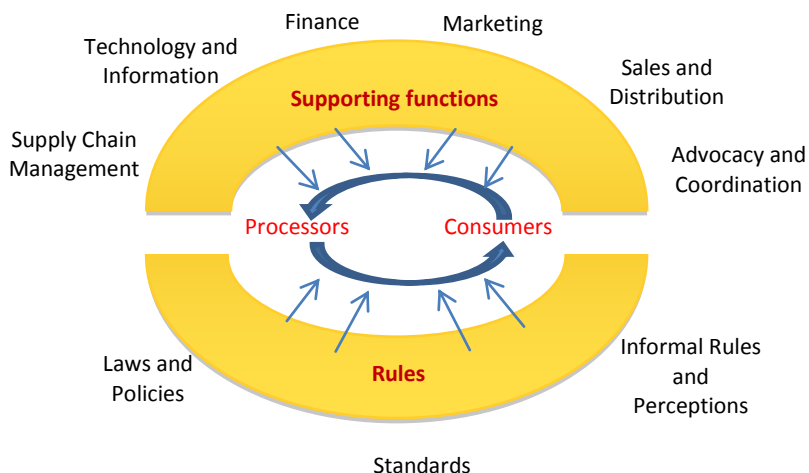 Finance
Marketing
Technology and
Information
Sales and
Distribution
Supporting functions
Supply Chain
Management
Advocacy and
Coordination
Processors
Consumers
Laws and
Policies
Rules
Informal Rules
and
Perceptions
Standards